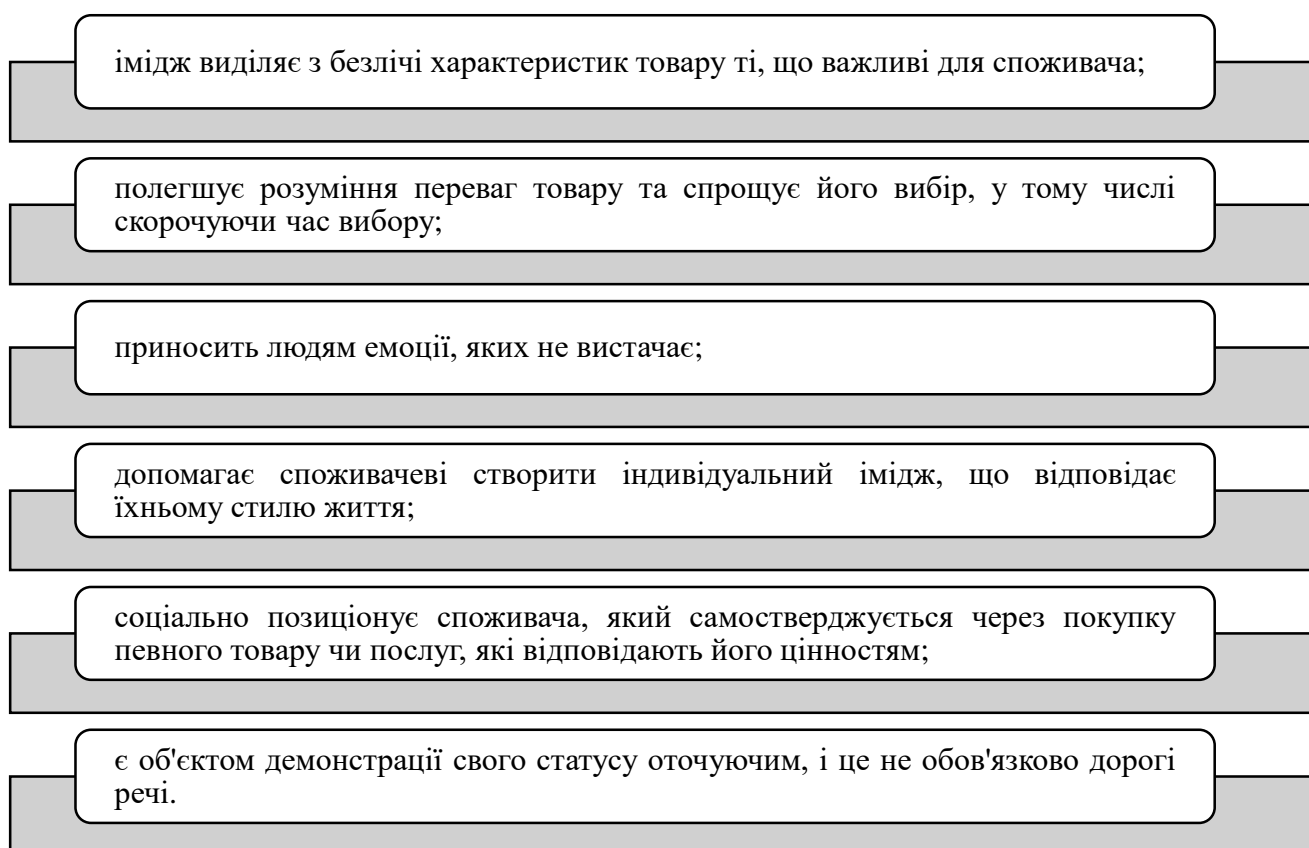 імідж виділяє з безлічі характеристик товару ті, що важливі для споживача;
полегшує розуміння переваг товару та спрощує його вибір, у тому числі
скорочуючи час вибору;
приносить людям емоції, яких не вистачає;
допомагає споживачеві створити індивідуальний імідж, що відповідає
їхньому стилю життя;
соціально позиціонує споживача, який самостверджується через покупку
певного товару чи послуг, які відповідають його цінностям;
є об'єктом демонстрації свого статусу оточуючим, і це не обов'язково дорогі
речі.